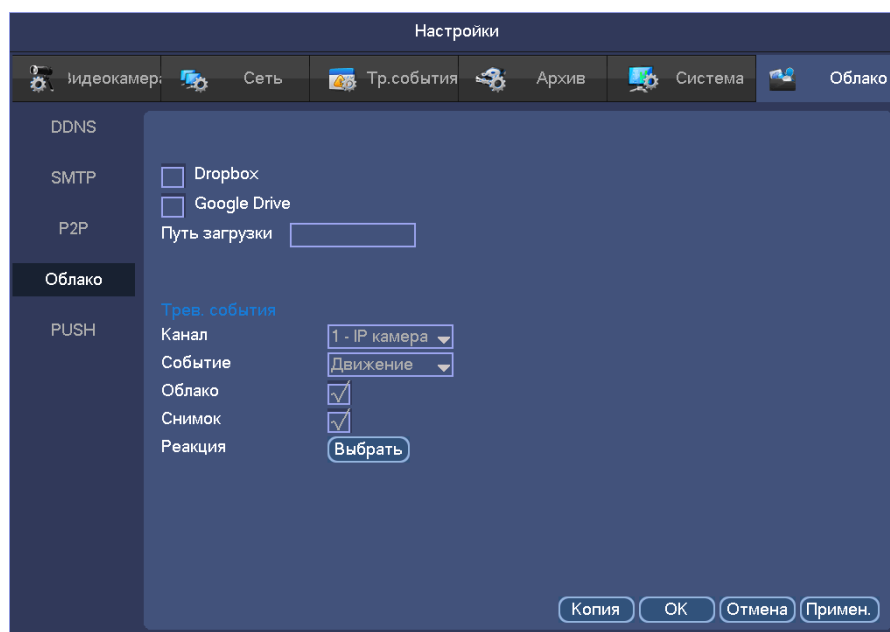 Настройки
Видеокамера Сеть Тр.события Архив Система Облако
DDNS
SMTP
P2P
Облако
PUSH
Dropbox
Google Drive
Путь загрузки
Трев. события
Канал 1 - IP камера
Событие Движение
Облако
Снимок
Реакция Выбрать
Копия OK Отмена Примен.